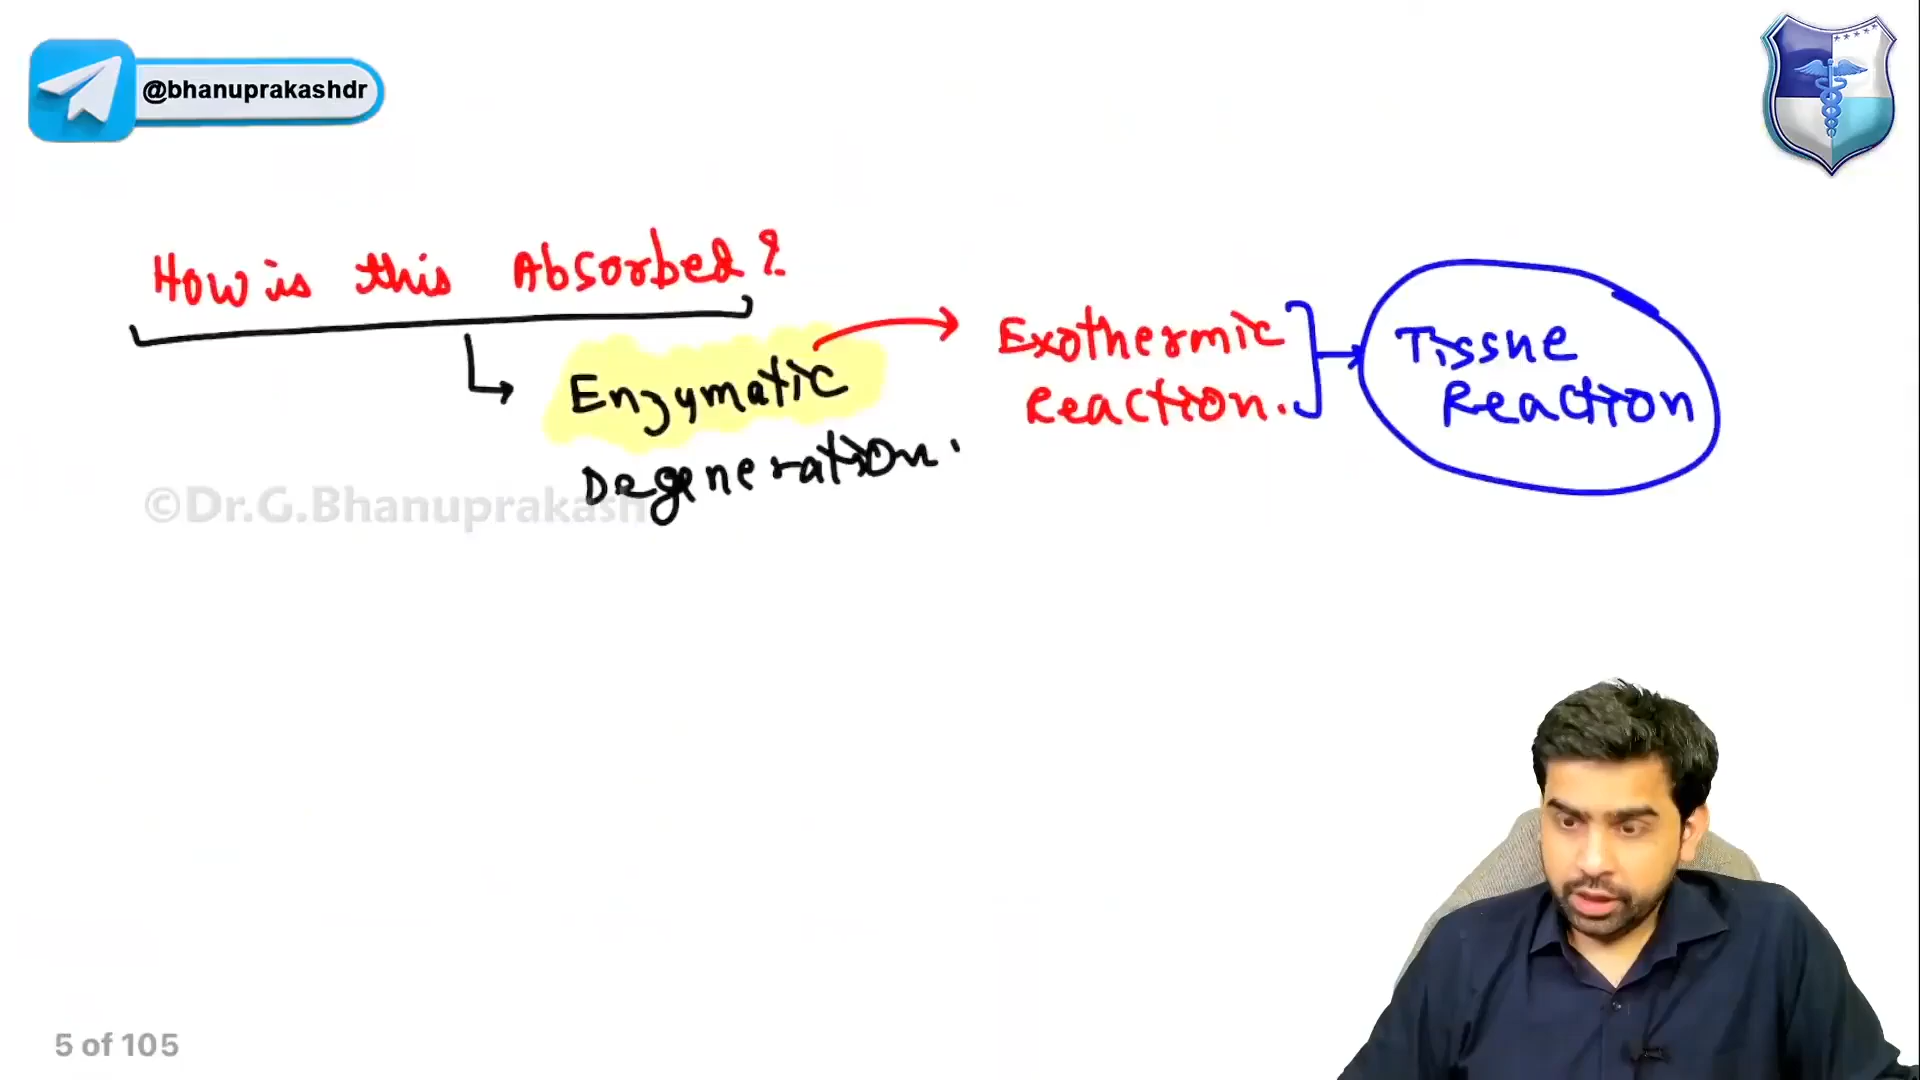 @bhanuprakashdr
How is this Absorbed?
Enzymatic
Degeneration.
Exothermic
Reaction.
Tissue
Reaction
©Dr.G.Bhanuprakash
5 of 105